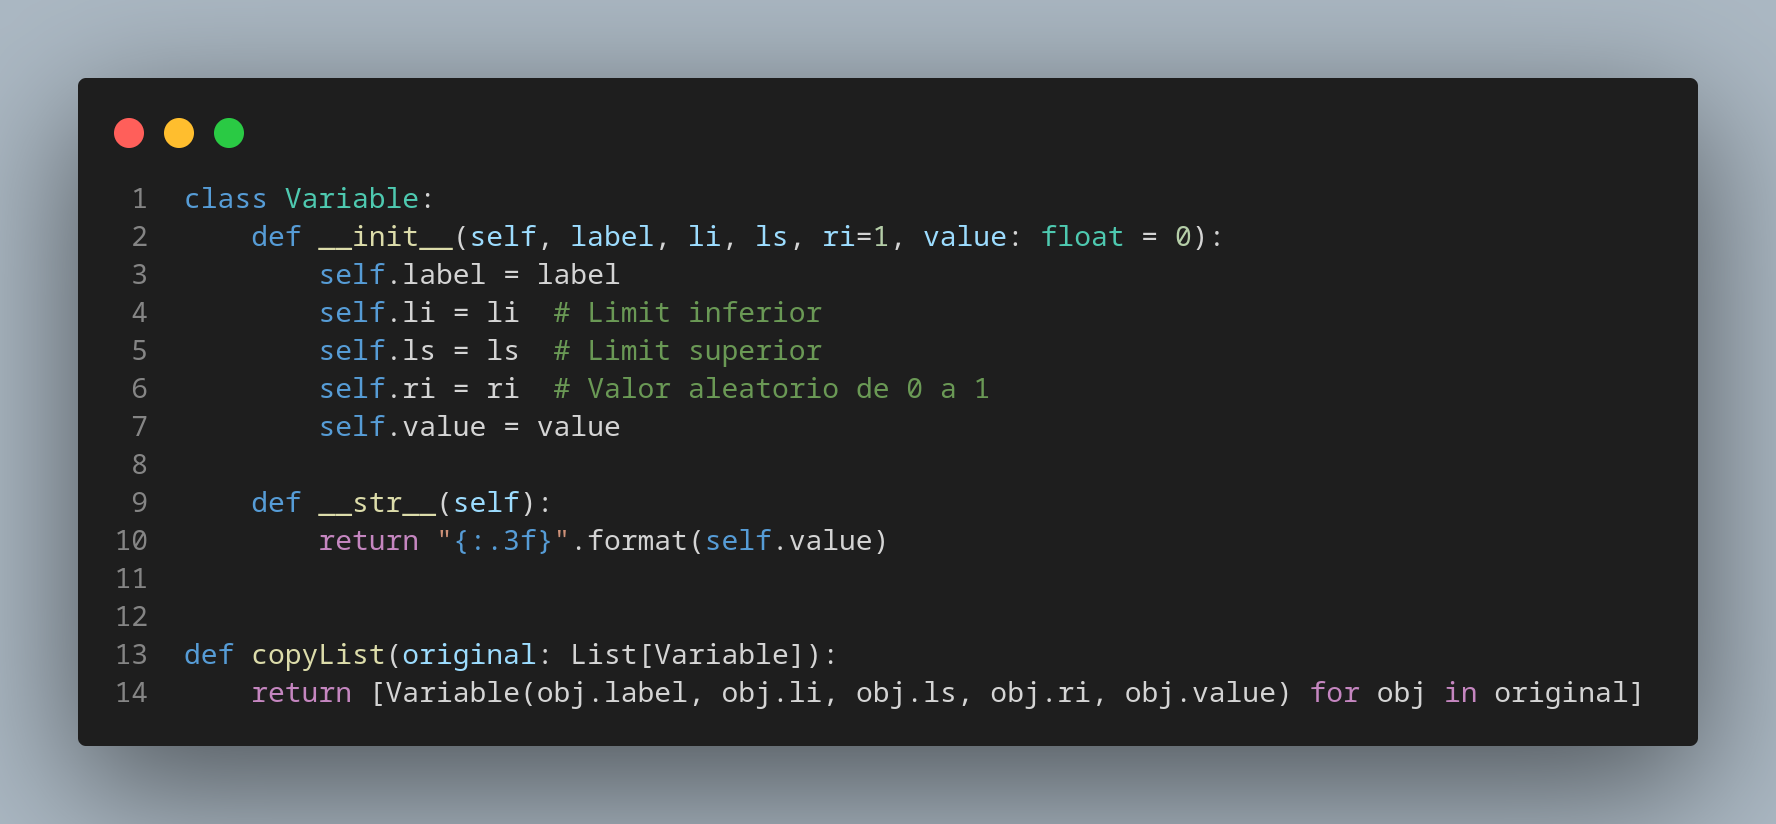 1 class Variable:
2     def __init__(self, label, li, ls, ri=1, value: float = 0):
3         self.label = label
4         self.li = li  # Limit inferior
5         self.ls = ls  # Limit superior
6         self.ri = ri  # Valor aleatorio de 0 a 1
7         self.value = value
8
9     def __str__(self):
10         return "{:.3f}".format(self.value)
11
12
13 def copyList(original: List[Variable]):
14     return [Variable(obj.label, obj.li, obj.ls, obj.ri, obj.value) for obj in original]